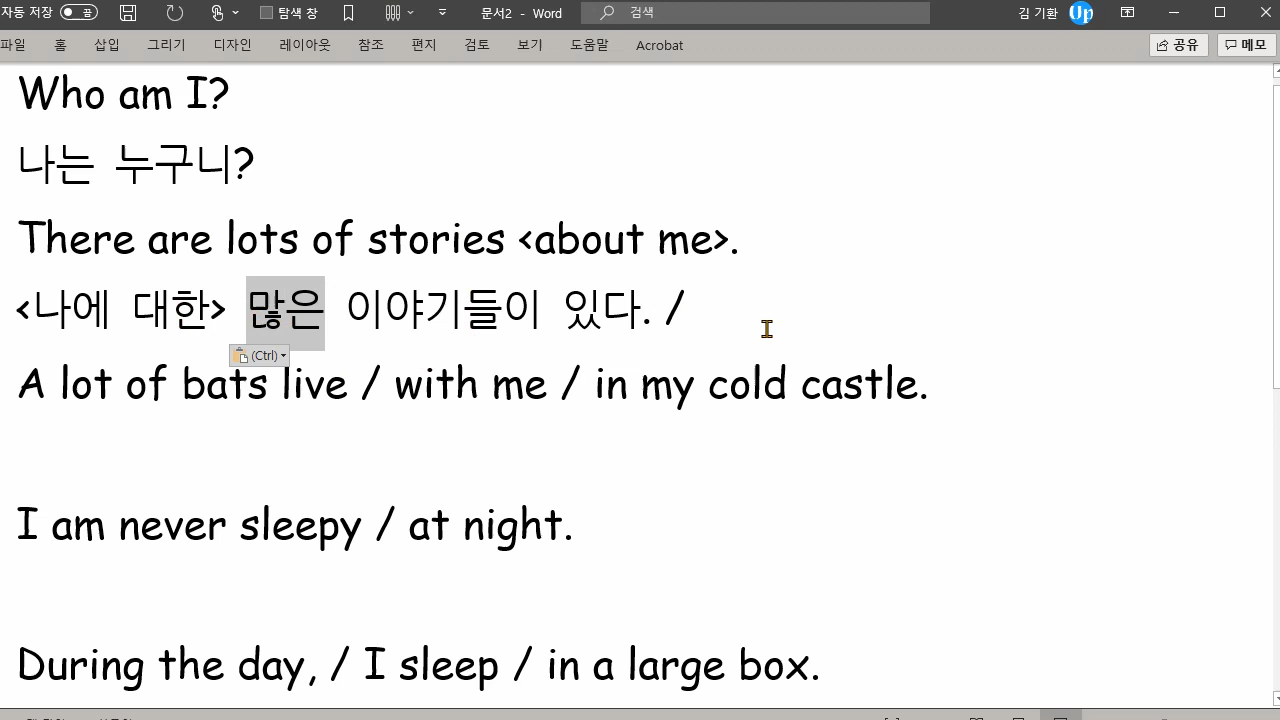 자동 저장 끔 탐색 창 문서2 - Word 검색 김 기환 Up
파일 홈 삽입 그리기 디자인 레이아웃 참조 편지 검토 보기 도움말 Acrobat 공유 메모
Who am I?
나는 누구니?
There are lots of stories <about me>.
<나에 대한> 많은 이야기들이 있다. /
(Ctrl)
A lot of bats live / with me / in my cold castle.
I am never sleepy / at night.
During the day, / I sleep / in a large box.